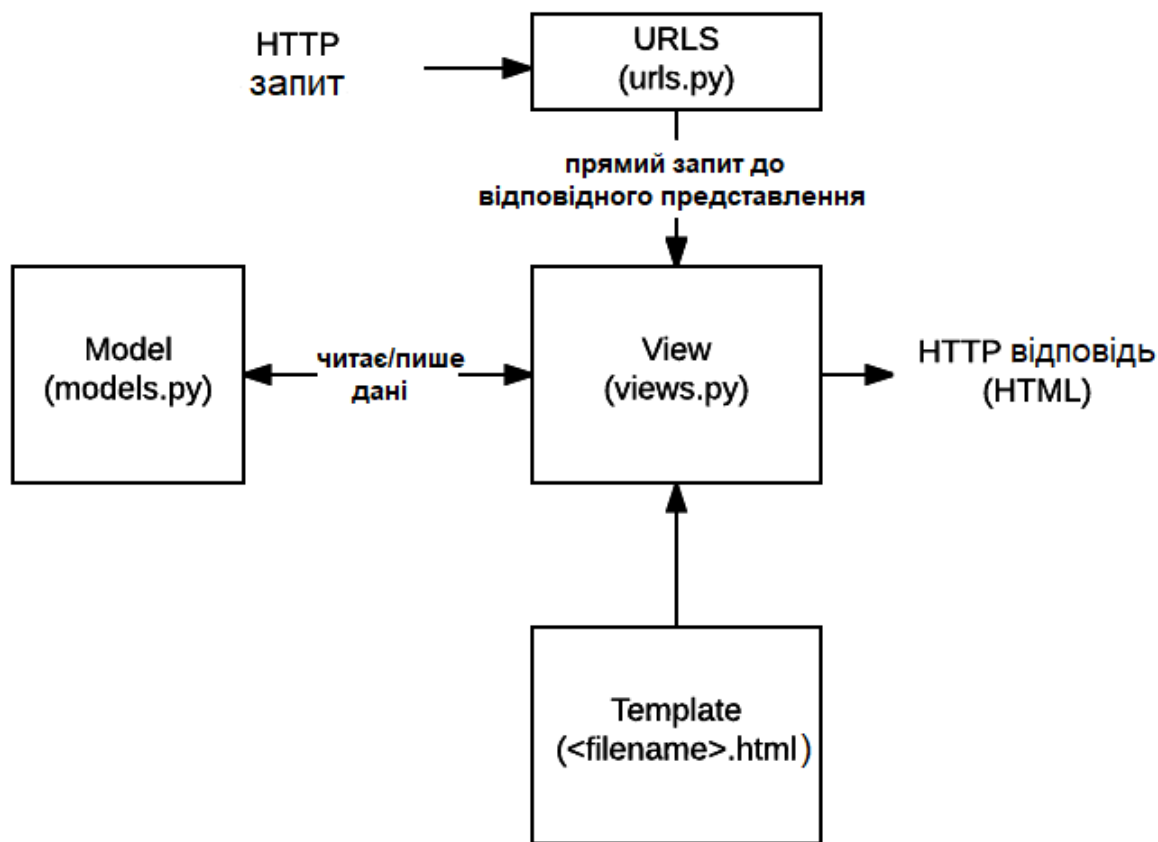 HTTP
запит
URLS
(urls.py)
прямий запит до
відповідного представлення
Model
(models.py)
читає/пише
дані
View
(views.py)
HTTP відповідь
(HTML)
Template
(<filename>.html)